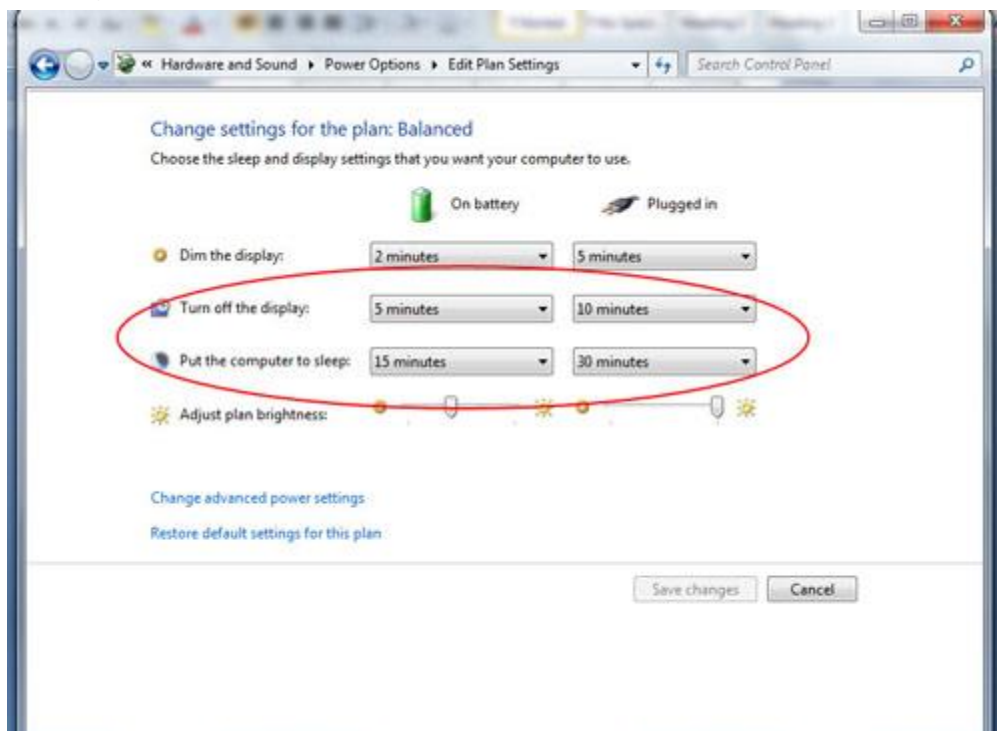 « Hardware and Sound ▸ Power Options ▸ Edit Plan Settings Search Control Panel
Change settings for the plan: Balanced
Choose the sleep and display settings that you want your computer to use.
On battery Plugged in
Dim the display: 2 minutes 5 minutes
Turn off the display: 5 minutes 10 minutes
Put the computer to sleep: 15 minutes 30 minutes
Adjust plan brightness:
Change advanced power settings
Restore default settings for this plan
Save changes Cancel